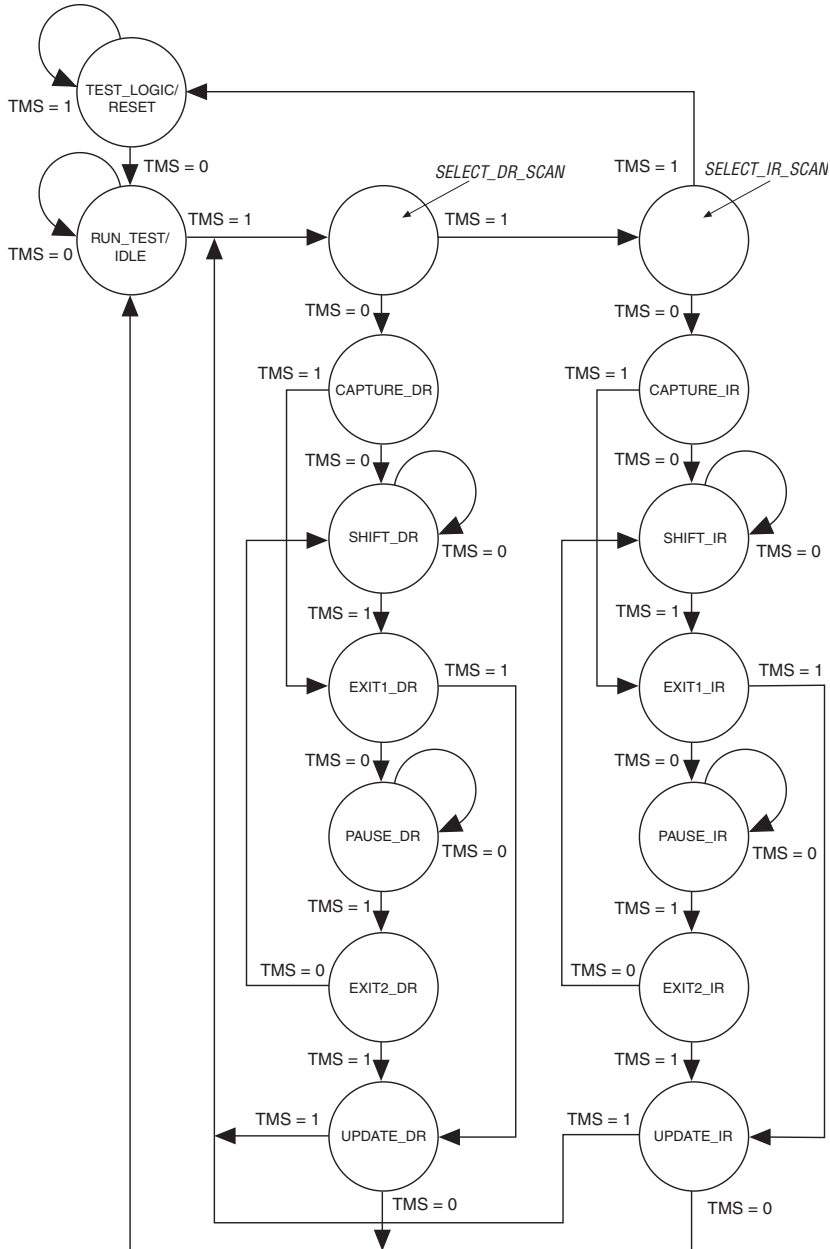 TEST_LOGIC/
RESET
TMS = 1
TMS = 0
SELECT_DR_SCAN
TMS = 1
SELECT_IR_SCAN
RUN_TEST/
IDLE
TMS = 0
TMS = 1
TMS = 1
TMS = 0
TMS = 0
TMS = 1
CAPTURE_DR
TMS = 1
CAPTURE_IR
TMS = 0
TMS = 0
SHIFT_DR
TMS = 0
SHIFT_IR
TMS = 0
TMS = 1
TMS = 1
EXIT1_DR
TMS = 1
EXIT1_IR
TMS = 1
TMS = 0
TMS = 0
PAUSE_DR
TMS = 0
PAUSE_IR
TMS = 0
TMS = 1
TMS = 1
TMS = 0
EXIT2_DR
TMS = 0
EXIT2_IR
TMS = 1
TMS = 1
TMS = 1
UPDATE_DR
TMS = 1
UPDATE_IR
TMS = 0
TMS = 0